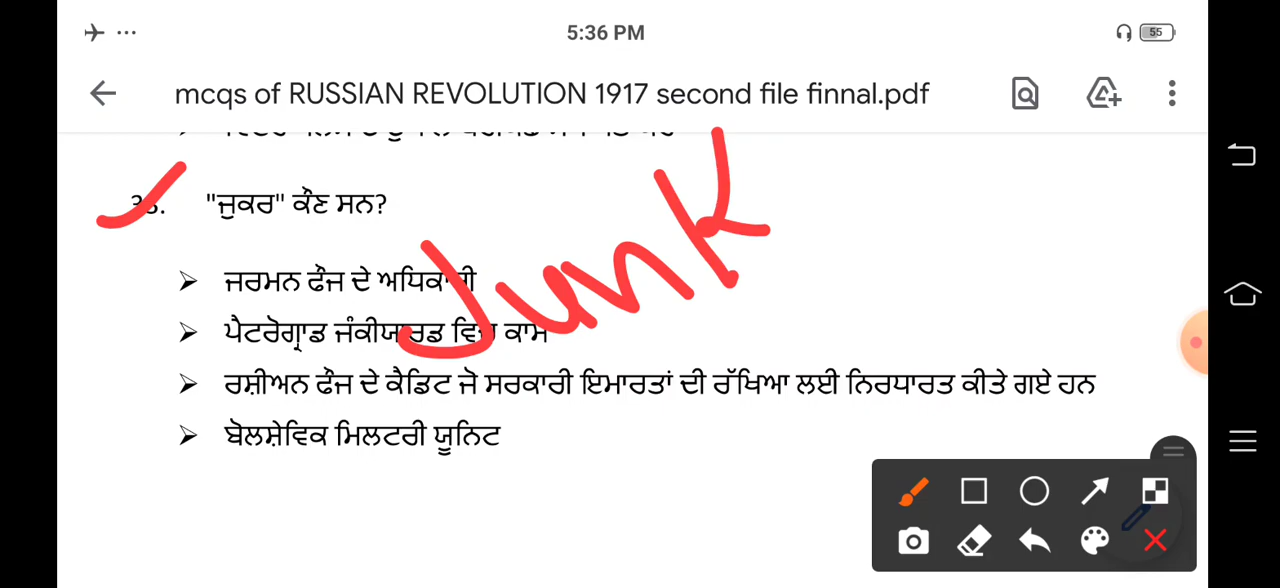 5:36 PM
55
mcqs of RUSSIAN REVOLUTION 1917 second file finnal.pdf
"ਜੁਕਰ" ਕੌਣ ਸਨ?
Junk
ਜਰਮਨ ਫੌਜ ਦੇ ਅਧਿਕਾਰੀ
ਪੈਟਰੋਗ੍ਰਾਡ ਜੰਕੀਯਾਰਡ ਵਿਚ ਕਾਮੇ
ਰਸ਼ੀਅਨ ਫੌਜ ਦੇ ਕੈਡਿਟ ਜੋ ਸਰਕਾਰੀ ਇਮਾਰਤਾਂ ਦੀ ਰੱਖਿਆ ਲਈ ਨਿਰਧਾਰਤ ਕੀਤੇ ਗਏ ਹਨ
ਬੋਲਸ਼ੇਵਿਕ ਮਿਲਟਰੀ ਯੂਨਿਟ